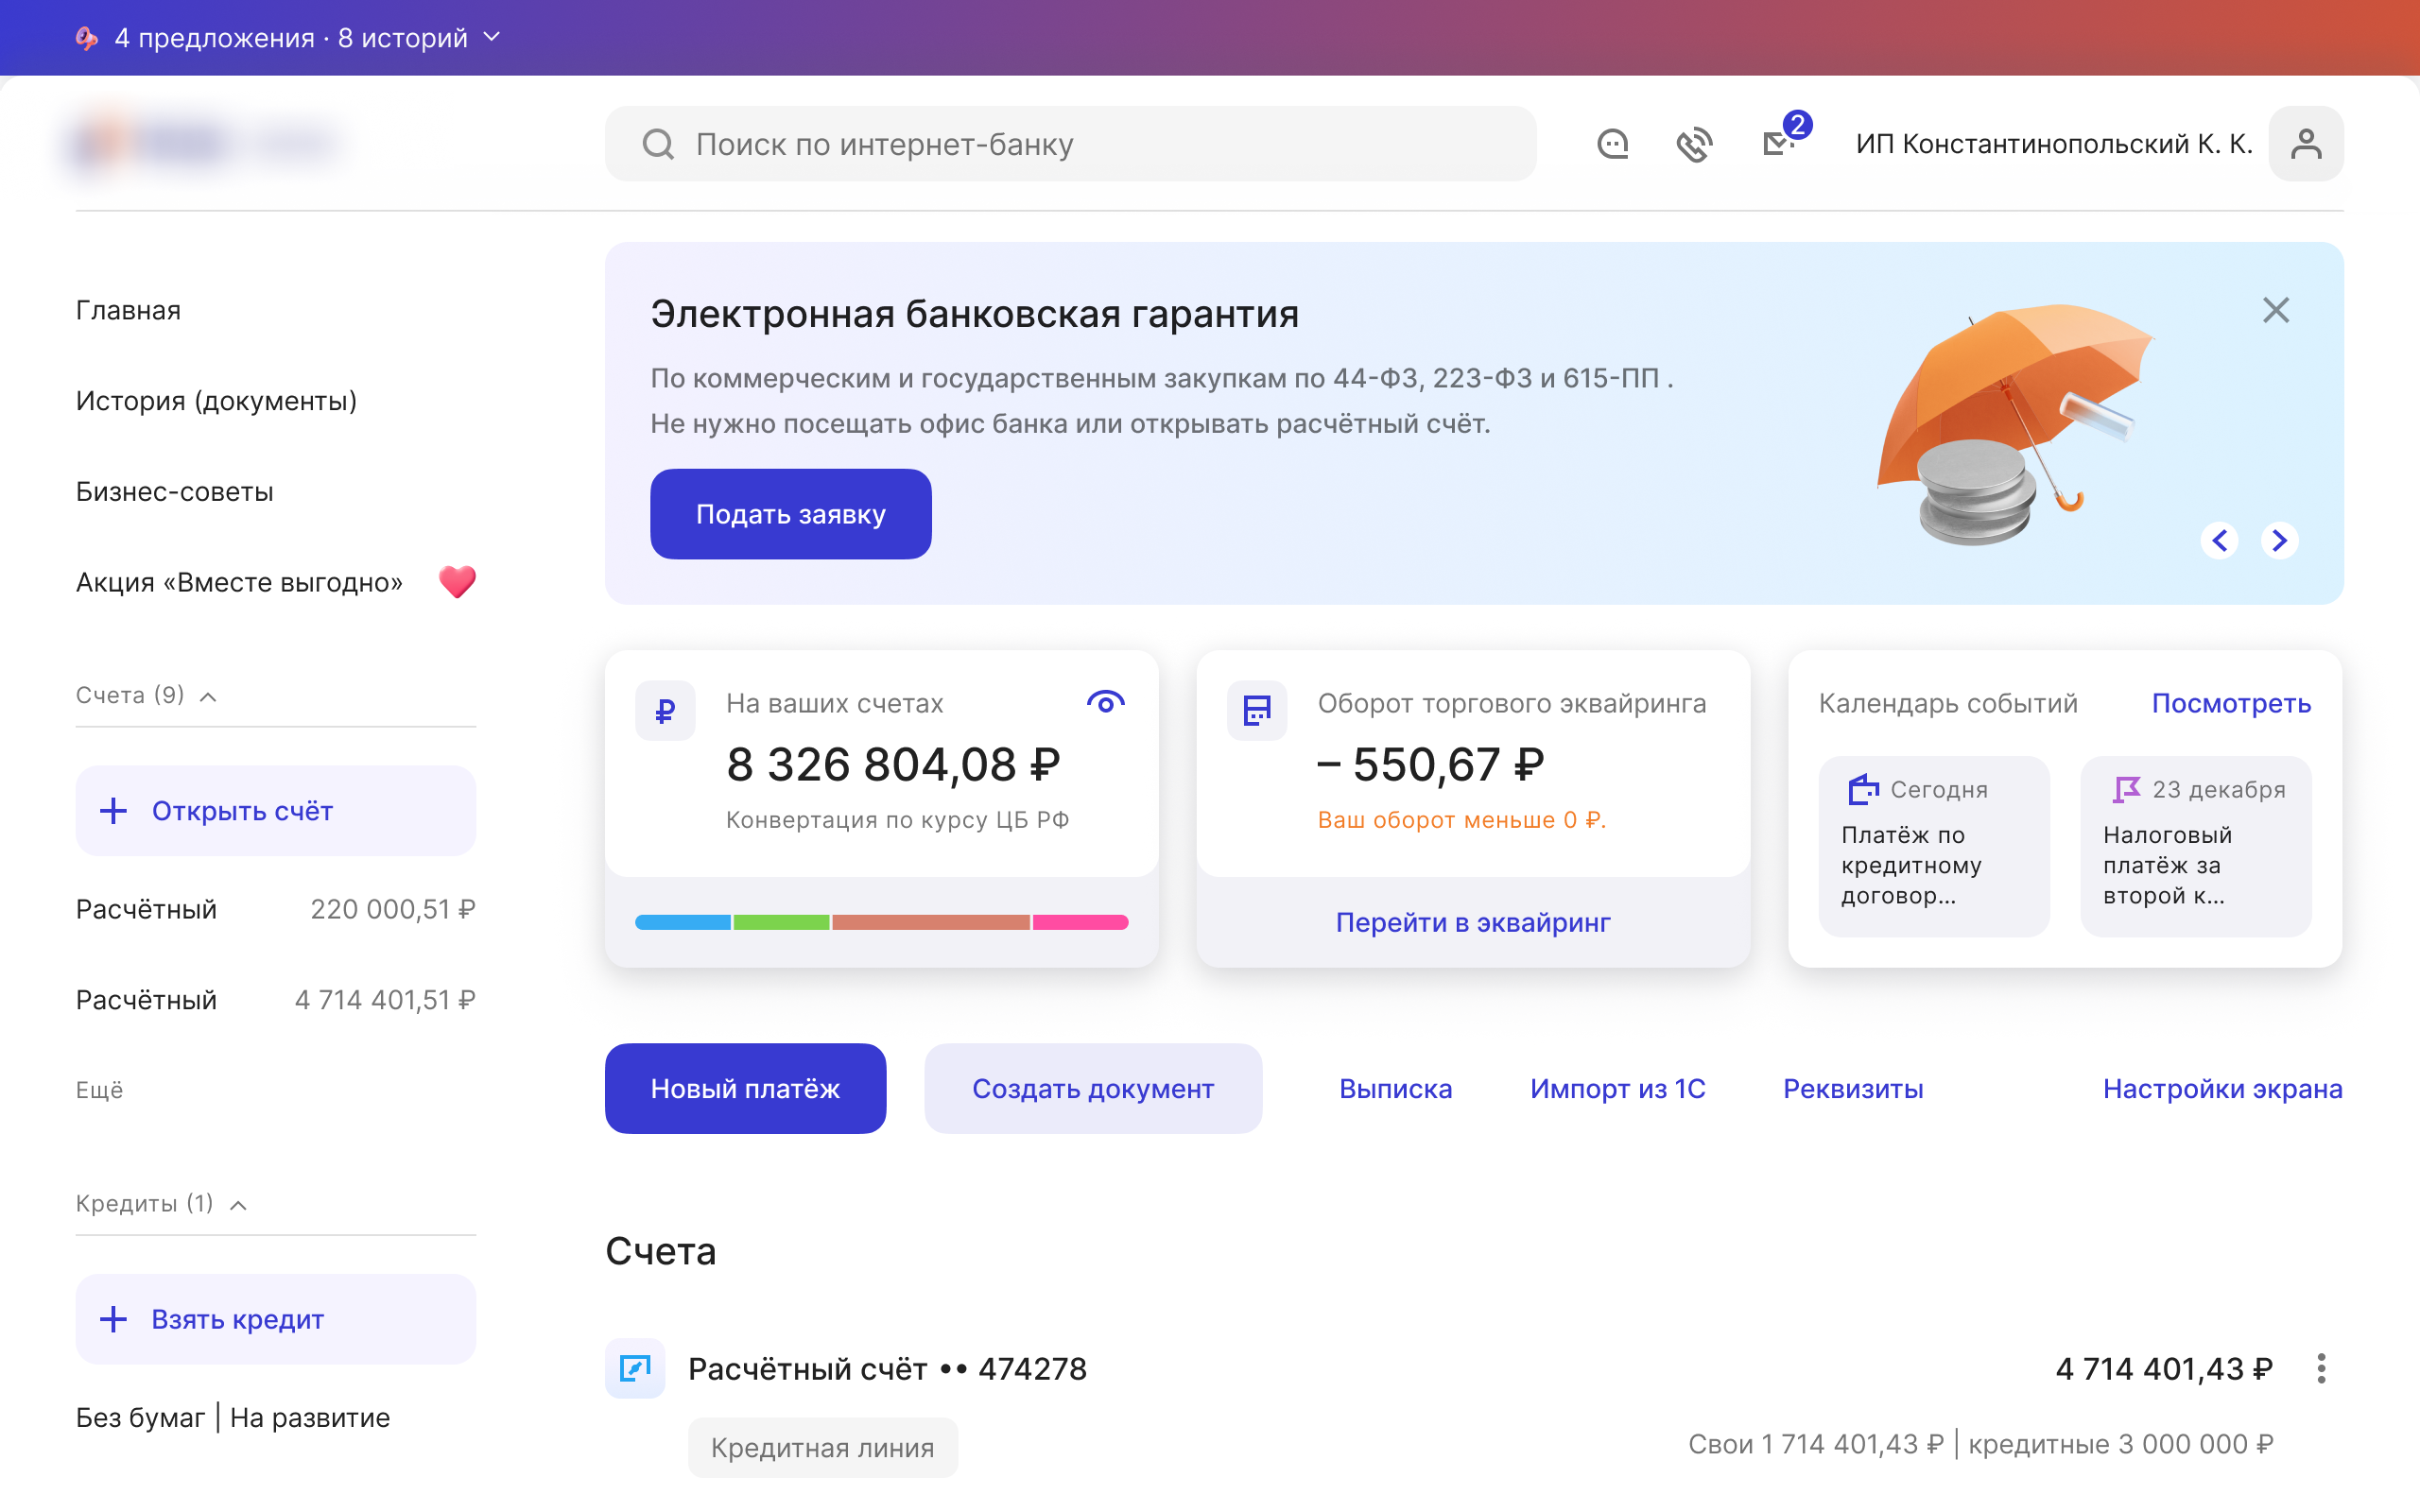 4 предложения · 8 историй
Поиск по интернет-банку
2
ИП Константинопольский К. К.
Главная
История (документы)
Бизнес-советы
Акция «Вместе выгодно»
Счета (9)
Открыть счёт
Расчётный 220 000,51 ₽
Расчётный 4 714 401,51 ₽
Ещё
Кредиты (1)
Взять кредит
Без бумаг | На развитие
Электронная банковская гарантия
По коммерческим и государственным закупкам по 44-ФЗ, 223-ФЗ и 615-ПП .
Не нужно посещать офис банка или открывать расчётный счёт.
Подать заявку
На ваших счетах
8 326 804,08 ₽
Конвертация по курсу ЦБ РФ
Оборот торгового эквайринга
– 550,67 ₽
Ваш оборот меньше 0 ₽.
Перейти в эквайринг
Календарь событий Посмотреть
Сегодня
Платёж по
кредитному
договор...
23 декабря
Налоговый
платёж за
второй к...
Новый платёж Создать документ Выписка Импорт из 1С Реквизиты Настройки экрана
Счета
Расчётный счёт •• 474278 4 714 401,43 ₽
Кредитная линия Свои 1 714 401,43 ₽ | кредитные 3 000 000 ₽